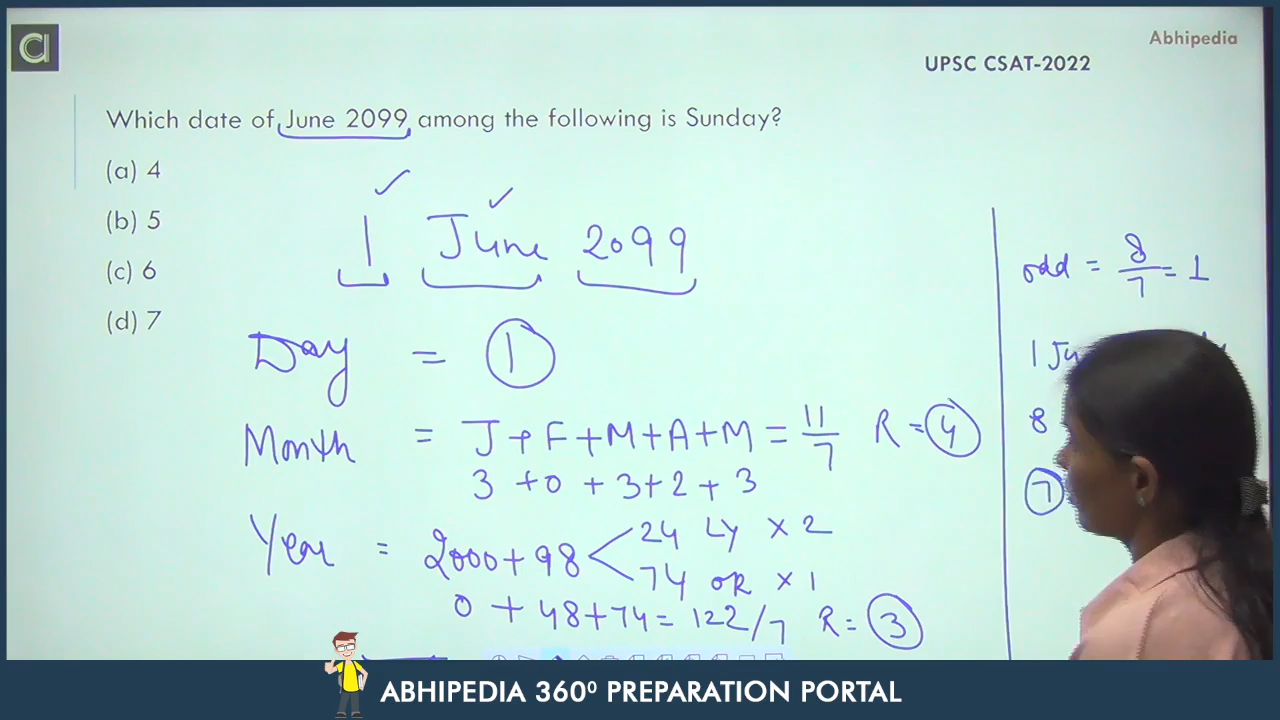 Abhipedia
UPSC CSAT-2022
Which date of June 2099 among the following is Sunday?
(a) 4
(b) 5
(c) 6
(d) 7
1 June 2099
Day = 1
Month = J + F + M + A + M = 11/7 R = 4
3 + 0 + 3 + 2 + 3
Year = 2000 + 98 < 24 LY × 2
74 OR × 1
0 + 48 + 74 = 122/7 R = 3
odd = 8/7 = 1
1
8
7
ABHIPEDIA 360º PREPARATION PORTAL